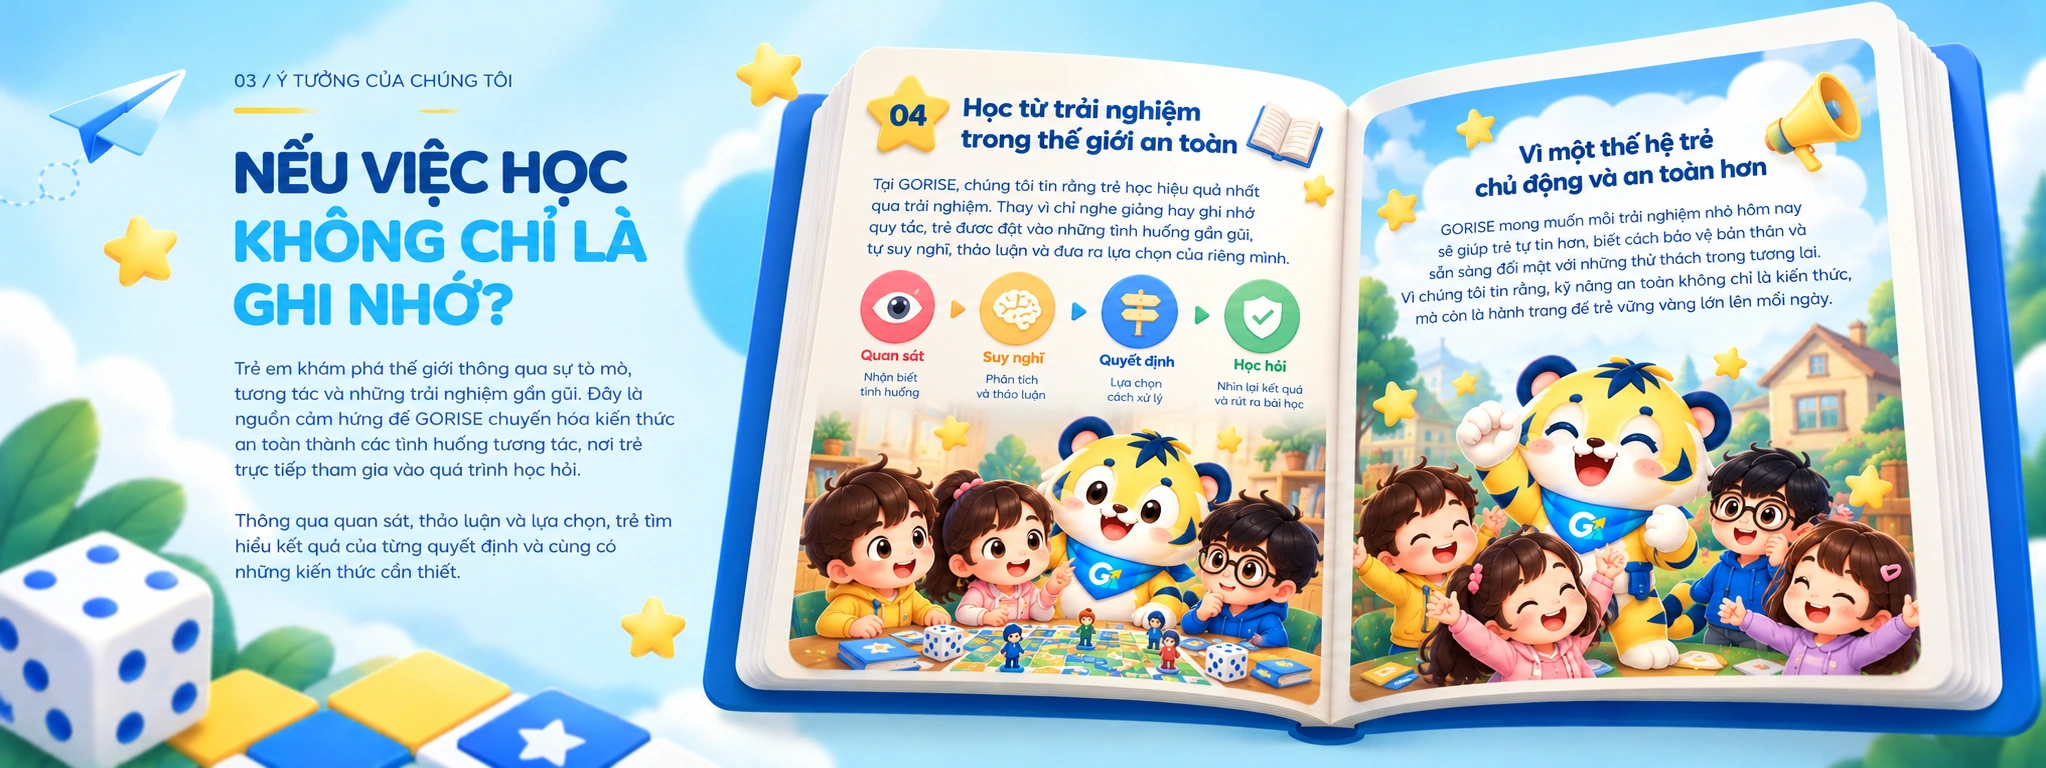 03 / Ý TƯỞNG CỦA CHÚNG TÔI
NẾU VIỆC HỌC
KHÔNG CHỈ LÀ
GHI NHỚ?
Trẻ em khám phá thế giới thông qua sự tò mò,
tương tác và những trải nghiệm gần gũi. Đây là
nguồn cảm hứng để GORISE chuyển hóa kiến thức
an toàn thành các tình huống tương tác, nơi trẻ
trực tiếp tham gia vào quá trình học hỏi.
Thông qua quan sát, thảo luận và lựa chọn, trẻ tìm
hiểu kết quả của từng quyết định và củng cố
những kiến thức cần thiết.
04
Học từ trải nghiệm
trong thế giới an toàn
Tại GORISE, chúng tôi tin rằng trẻ học hiệu quả nhất
qua trải nghiệm. Thay vì chỉ nghe giảng hay ghi nhớ
quy tắc, trẻ đươc đặt vào những tình huống gần gũi,
tự suy nghĩ, thảo luận và đưa ra lựa chọn của riêng mình.
Quan sát
Nhận biết
tình huống
Suy nghĩ
Phân tích
và thảo luận
Quyết định
Lựa chọn
cách xử lý
Học hỏi
Nhìn lại kết quả
và rút ra bài học
G
Vì một thế hệ trẻ
chủ động và an toàn hơn
GORISE mong muốn mỗi trải nghiệm nhỏ hôm nay
sẽ giúp trẻ tự tin hơn, biết cách bảo vệ bản thân và
sẵn sàng đối mặt với những thử thách trong tương lai.
Vì chúng tôi tin rằng, kỹ năng an toàn không chỉ là kiến thức,
mà còn là hành trang để trẻ vững vàng lớn lên mỗi ngày.
G